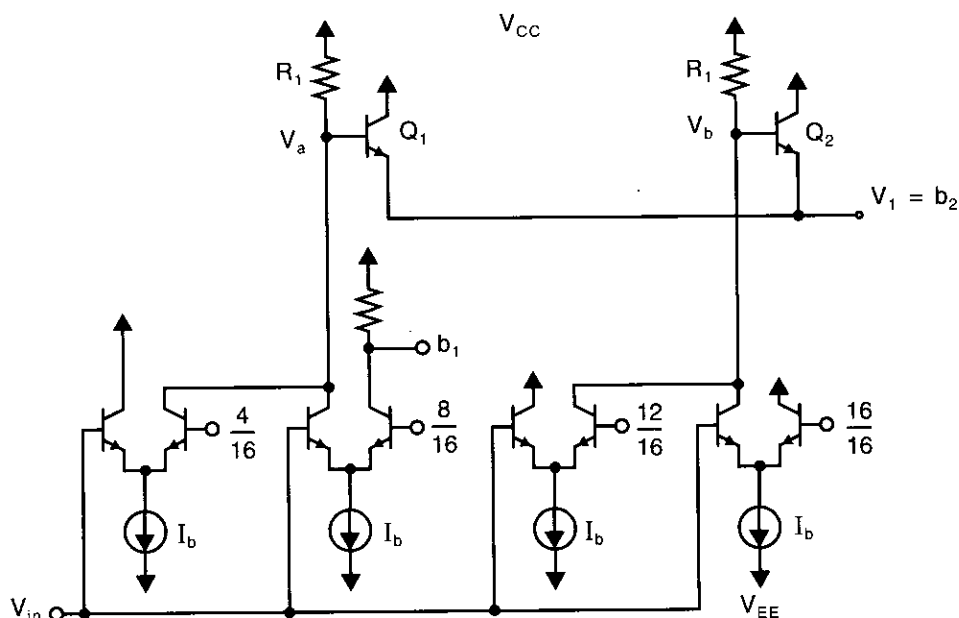 V_CC
R_1
R_1
V_a
Q_1
V_b
Q_2
V_1 = b_2
b_1
4/16
8/16
12/16
16/16
I_b
I_b
I_b
I_b
V_in
V_EE